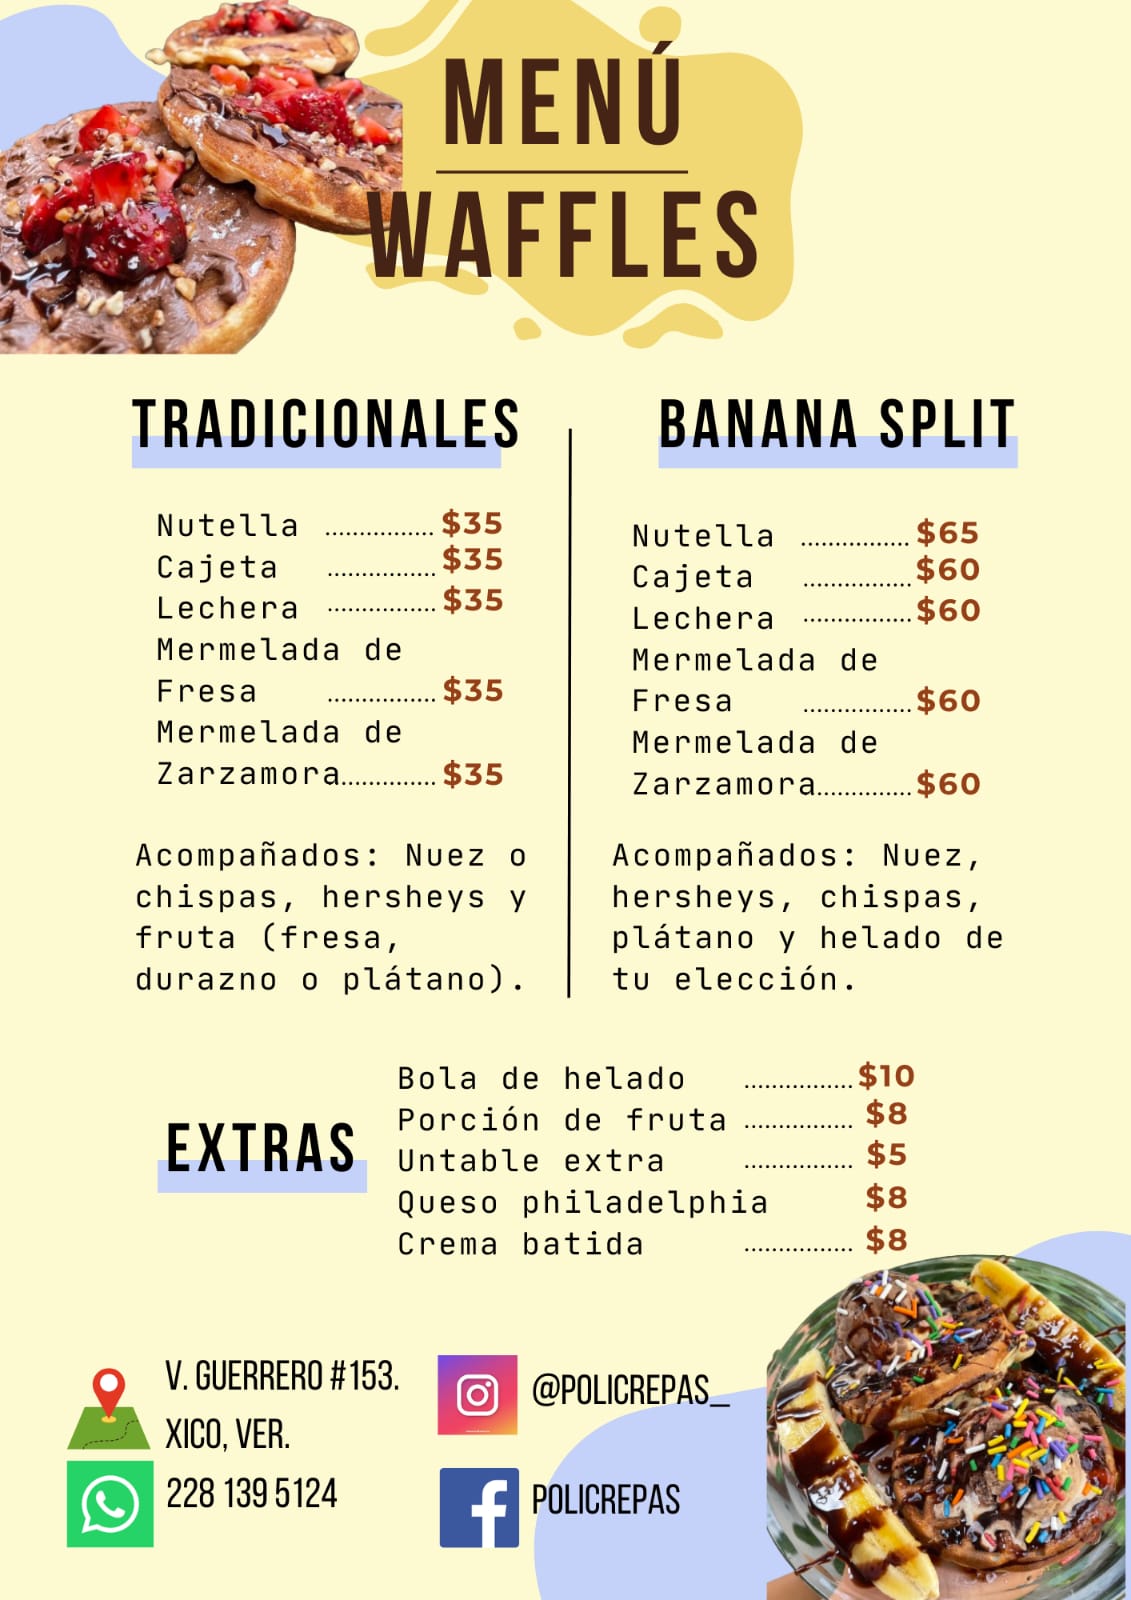 MENÚ
WAFFLES
TRADICIONALES
Nutella ................ $35
Cajeta ................ $35
Lechera ................ $35
Mermelada de
Fresa ................ $35
Mermelada de
Zarzamora.............. $35
Acompañados: Nuez o
chispas, hersheys y
fruta (fresa,
durazno o plátano).
BANANA SPLIT
Nutella ................ $65
Cajeta ................ $60
Lechera ................ $60
Mermelada de
Fresa ................ $60
Mermelada de
Zarzamora.............. $60
Acompañados: Nuez,
hersheys, chispas,
plátano y helado de
tu elección.
EXTRAS
Bola de helado ................ $10
Porción de fruta ................ $8
Untable extra ................ $5
Queso philadelphia $8
Crema batida ................ $8
V. GUERRERO #153.
XICO, VER.
228 139 5124
@POLICREPAS_
POLICREPAS